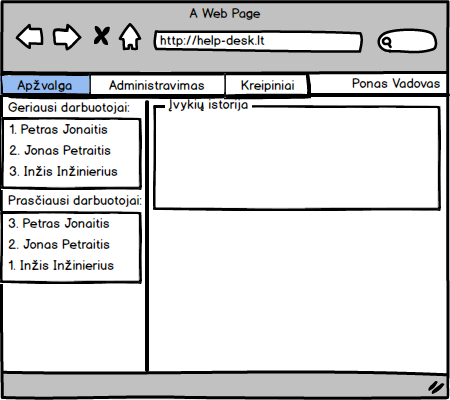 A Web Page
http://help-desk.lt
Apžvalga Administravimas Kreipiniai Ponas Vadovas
Geriausi darbuotojai:
1. Petras Jonaitis
2. Jonas Petraitis
3. Inžis Inžinierius
Prasčiausi darbuotojai:
3. Petras Jonaitis
2. Jonas Petraitis
1. Inžis Inžinierius
Įvykių istorija